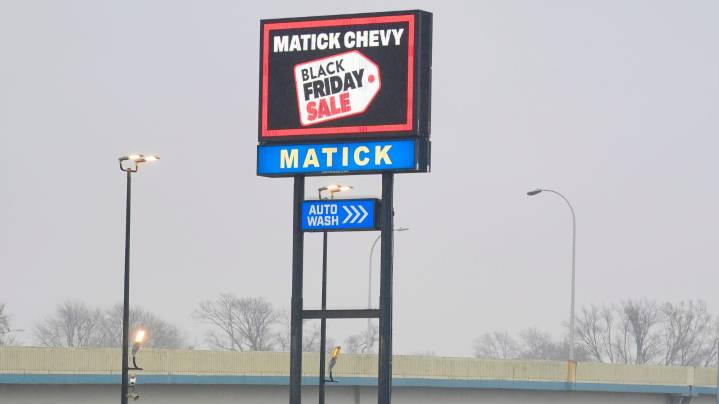 MATICK CHEVY
BLACK
FRIDAY
SALE
MATICK
AUTO
WASH